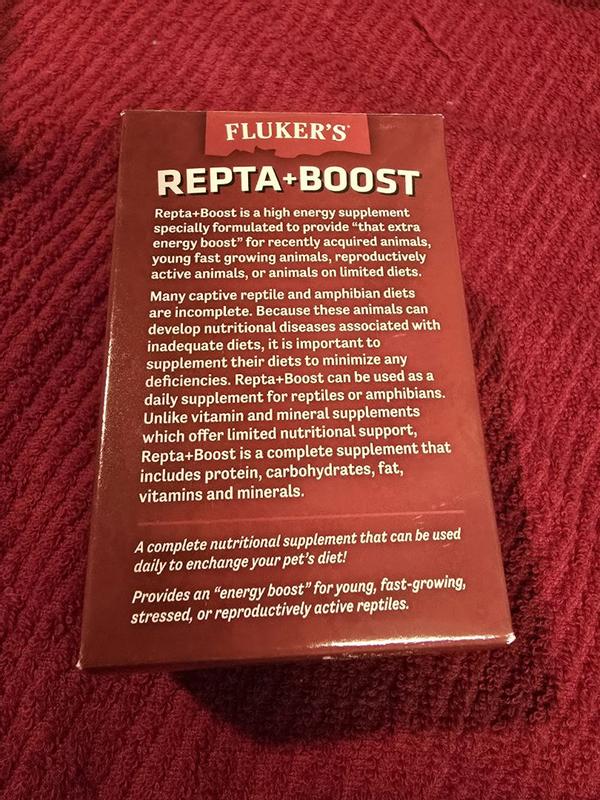 FLUKER'S
REPTA+BOOST
Repta+Boost is a high energy supplement
specially formulated to provide “that extra
energy boost” for recently acquired animals,
young fast growing animals, reproductively
active animals, or animals on limited diets.
Many captive reptile and amphibian diets
are incomplete. Because these animals can
develop nutritional diseases associated with
inadequate diets, it is important to
supplement their diets to minimize any
deficiencies. Repta+Boost can be used as a
daily supplement for reptiles or amphibians.
Unlike vitamin and mineral supplements
which offer limited nutritional support,
Repta+Boost is a complete supplement that
includes protein, carbohydrates, fat,
vitamins and minerals.
A complete nutritional supplement that can be used
daily to enchange your pet's diet!
Provides an “energy boost” for young, fast-growing,
stressed, or reproductively active reptiles.